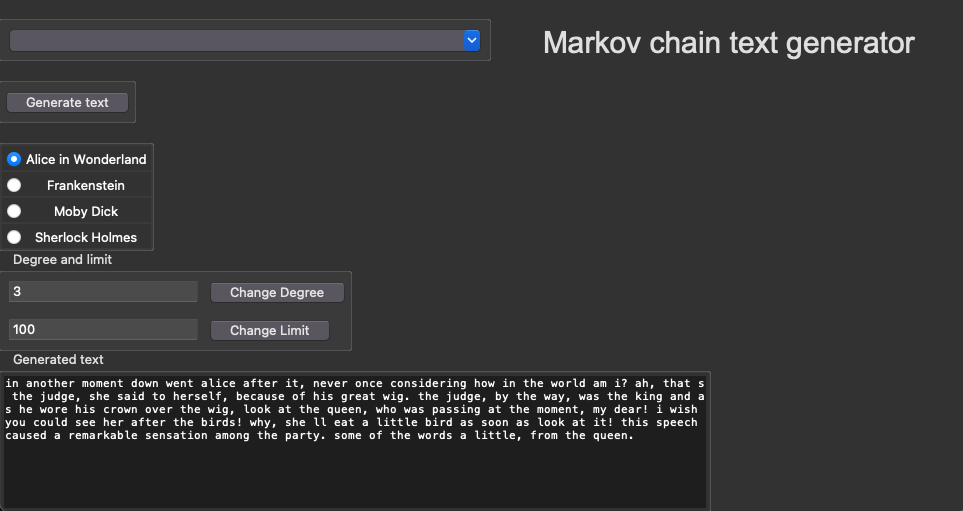 Markov chain text generator
Generate text
Alice in Wonderland
Frankenstein
Moby Dick
Sherlock Holmes
Degree and limit
3 Change Degree
100 Change Limit
Generated text
in another moment down went alice after it, never once considering how in the world am i? ah, that s
the judge, she said to herself, because of his great wig. the judge, by the way, was the king and a
s he wore his crown over the wig, look at the queen, who was passing at the moment, my dear! i wish
you could see her after the birds! why, she ll eat a little bird as soon as look at it! this speech
caused a remarkable sensation among the party. some of the words a little, from the queen.